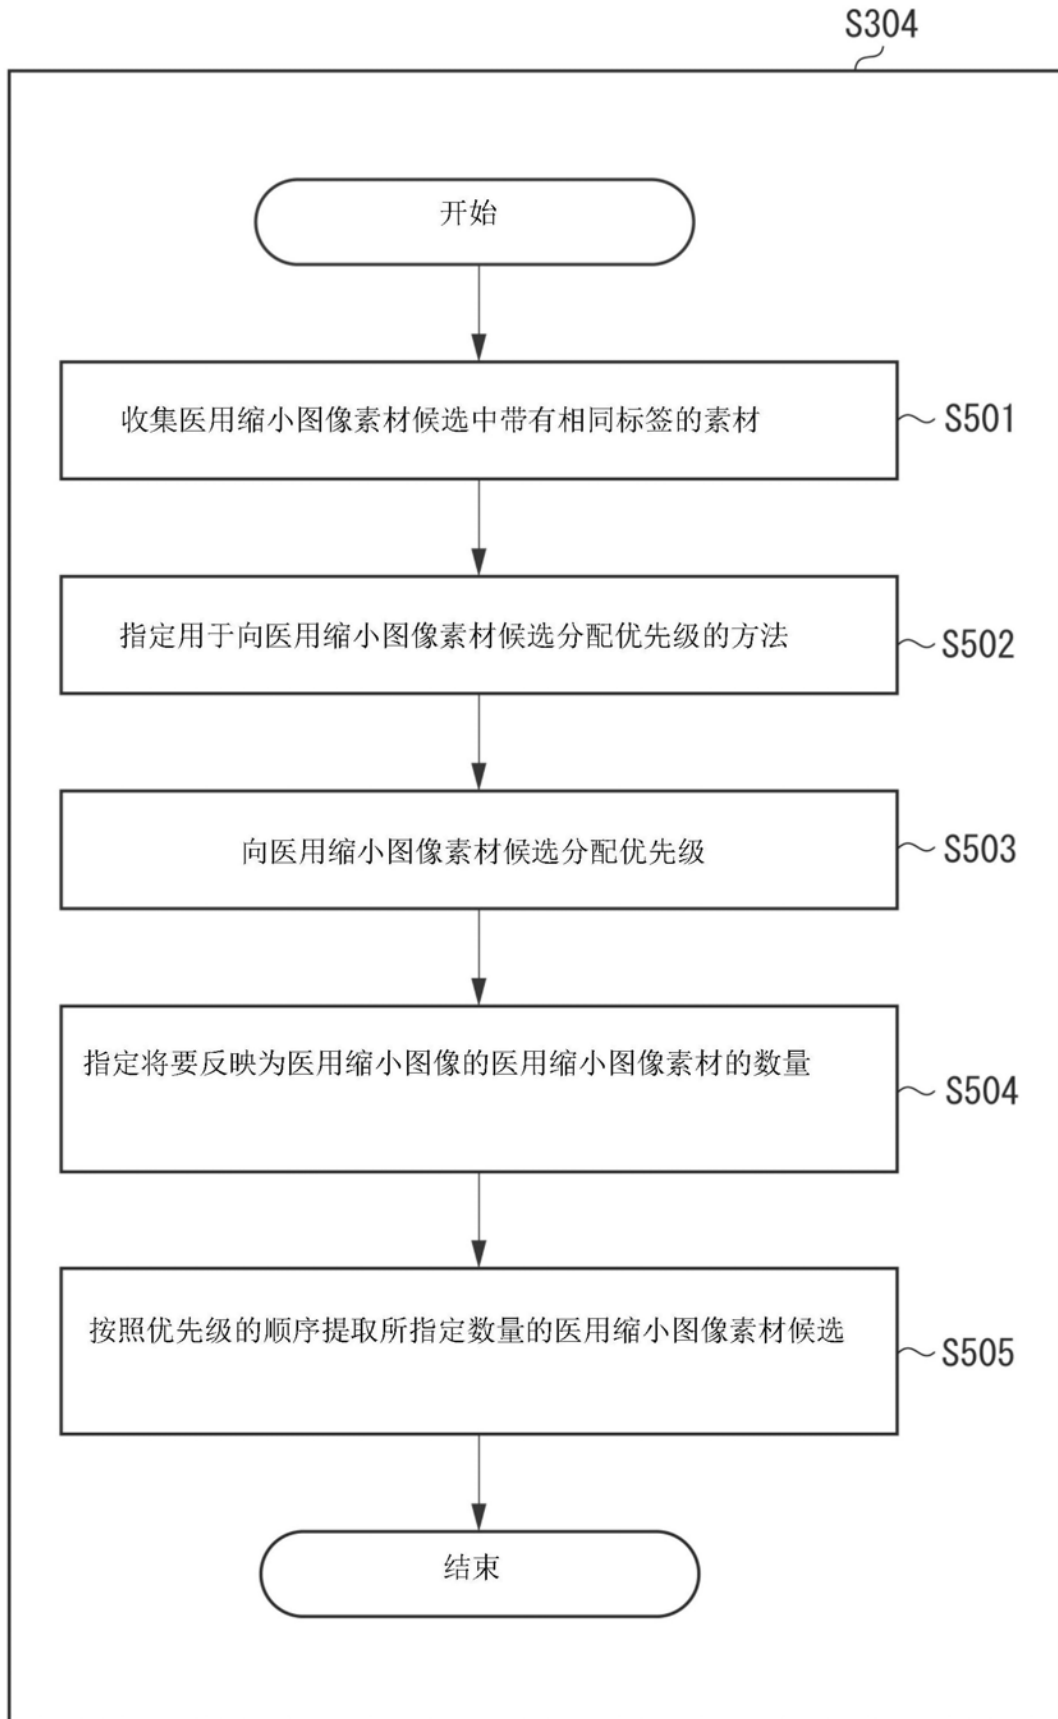 S304
开始
收集医用缩小图像素材候选中带有相同标签的素材
S501
指定用于向医用缩小图像素材候选分配优先级的方法
S502
向医用缩小图像素材候选分配优先级
S503
指定将要反映为医用缩小图像的医用缩小图像素材的数量
S504
按照优先级的顺序提取所指定数量的医用缩小图像素材候选
S505
结束